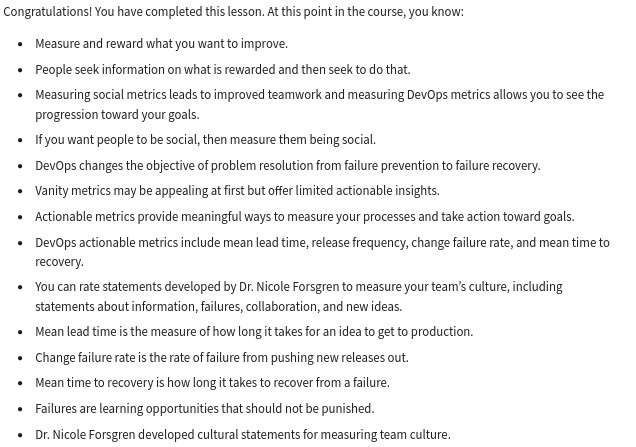 Congratulations! You have completed this lesson. At this point in the course, you know:
• Measure and reward what you want to improve.
• People seek information on what is rewarded and then seek to do that.
• Measuring social metrics leads to improved teamwork and measuring DevOps metrics allows you to see the
progression toward your goals.
• If you want people to be social, then measure them being social.
• DevOps changes the objective of problem resolution from failure prevention to failure recovery.
• Vanity metrics may be appealing at first but offer limited actionable insights.
• Actionable metrics provide meaningful ways to measure your processes and take action toward goals.
• DevOps actionable metrics include mean lead time, release frequency, change failure rate, and mean time to
recovery.
• You can rate statements developed by Dr. Nicole Forsgren to measure your team’s culture, including
statements about information, failures, collaboration, and new ideas.
• Mean lead time is the measure of how long it takes for an idea to get to production.
• Change failure rate is the rate of failure from pushing new releases out.
• Mean time to recovery is how long it takes to recover from a failure.
• Failures are learning opportunities that should not be punished.
• Dr. Nicole Forsgren developed cultural statements for measuring team culture.